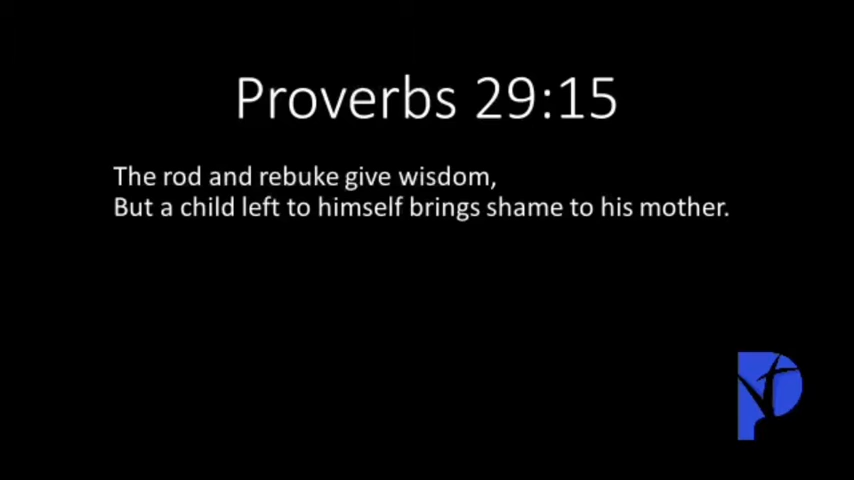 Proverbs 29:15
The rod and rebuke give wisdom,
But a child left to himself brings shame to his mother.